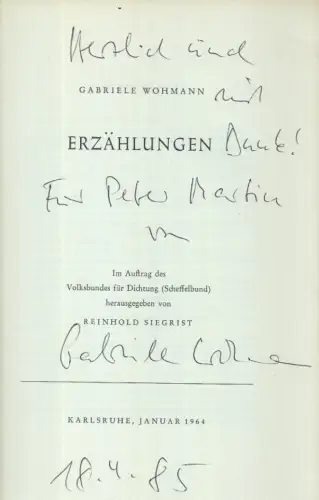 Herzlich und
GABRIELE WOHMANN mit
ERZÄHLUNGEN Dank!
Für Peter Martin
von
Im Auftrag des
Volksbundes für Dichtung (Scheffelbund)
herausgegeben von
REINHOLD SIEGRIST
Gabriele Wohmann
KARLSRUHE, JANUAR 1964
18.4.85